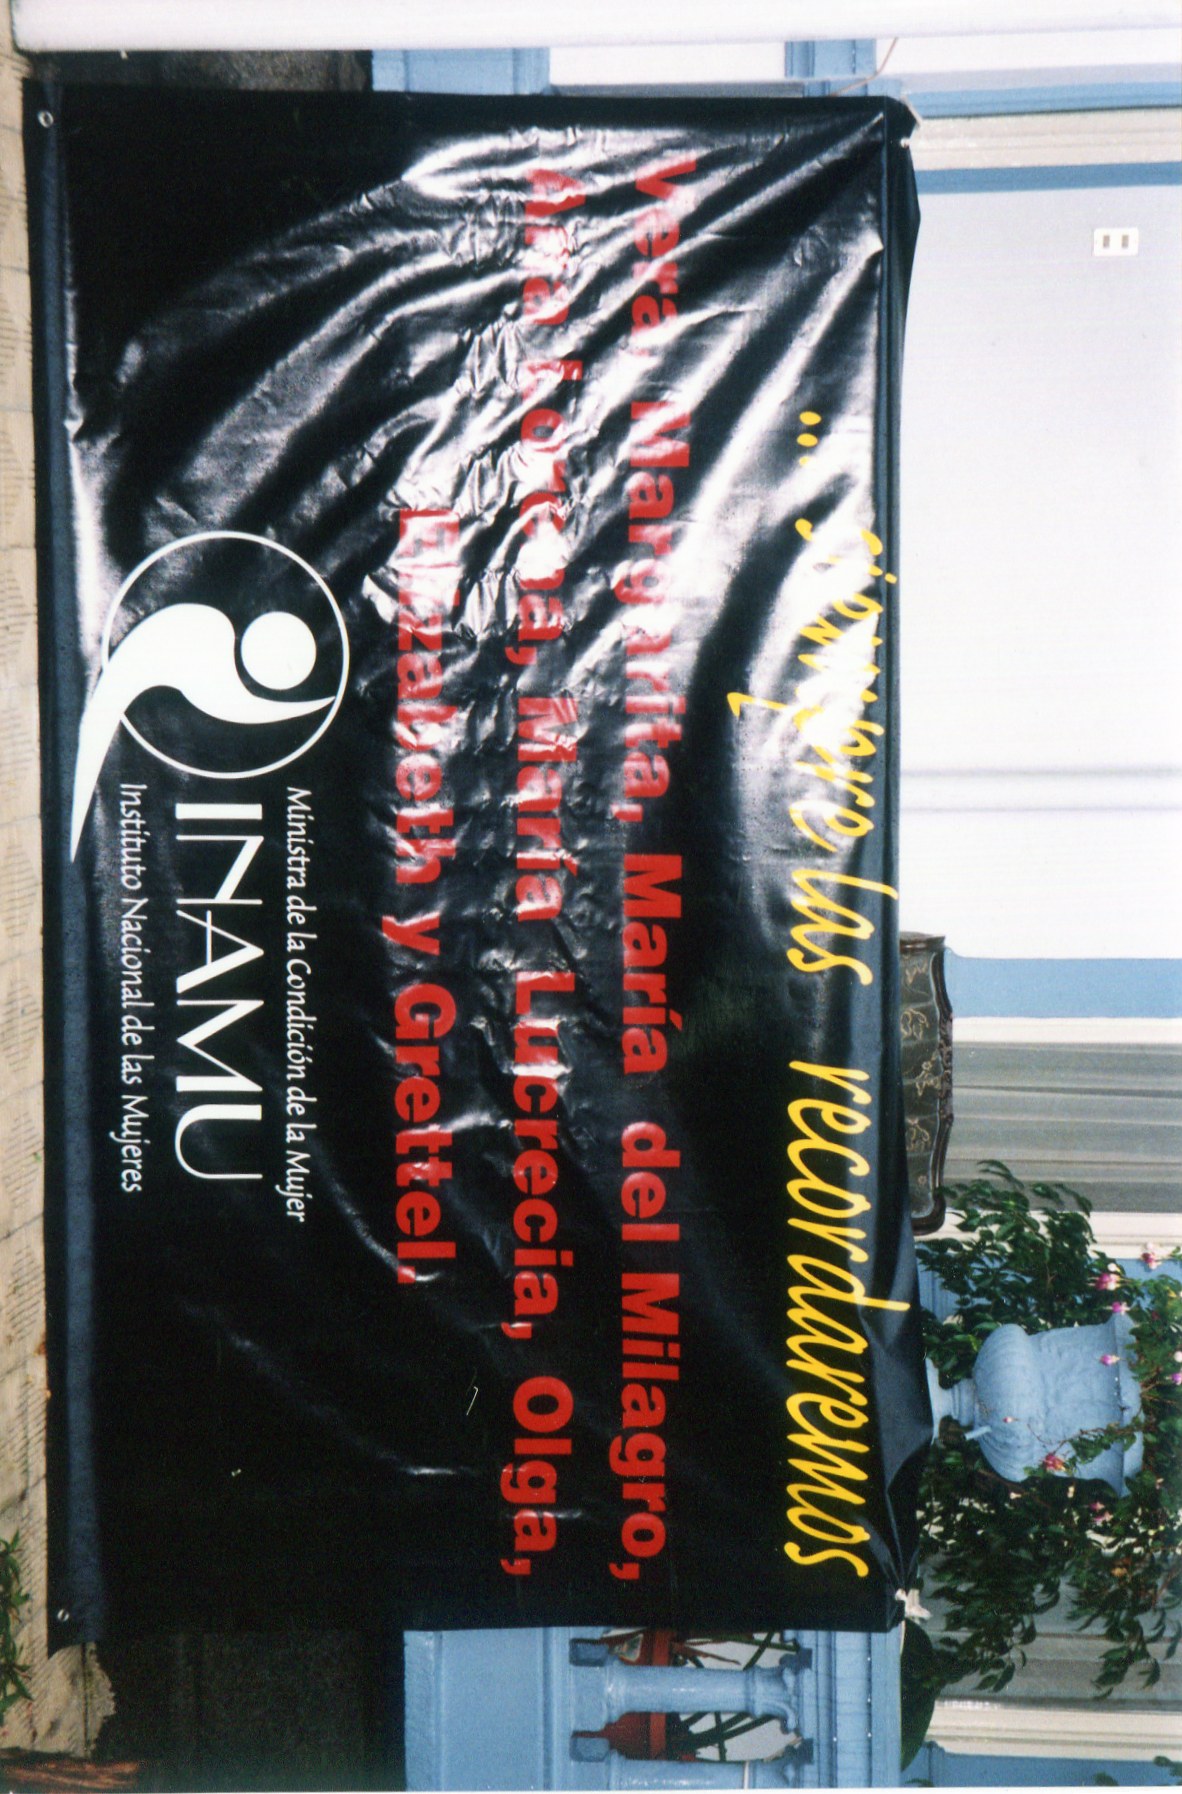 ... siempre las recordaremos
Vera, Margarita, María del Milagro,
Ana Lorena, María Lucrecia, Olga,
Elizabeth y Grettel.
Ministra de la Condición de la Mujer
INAMU
Instituto Nacional de las Mujeres